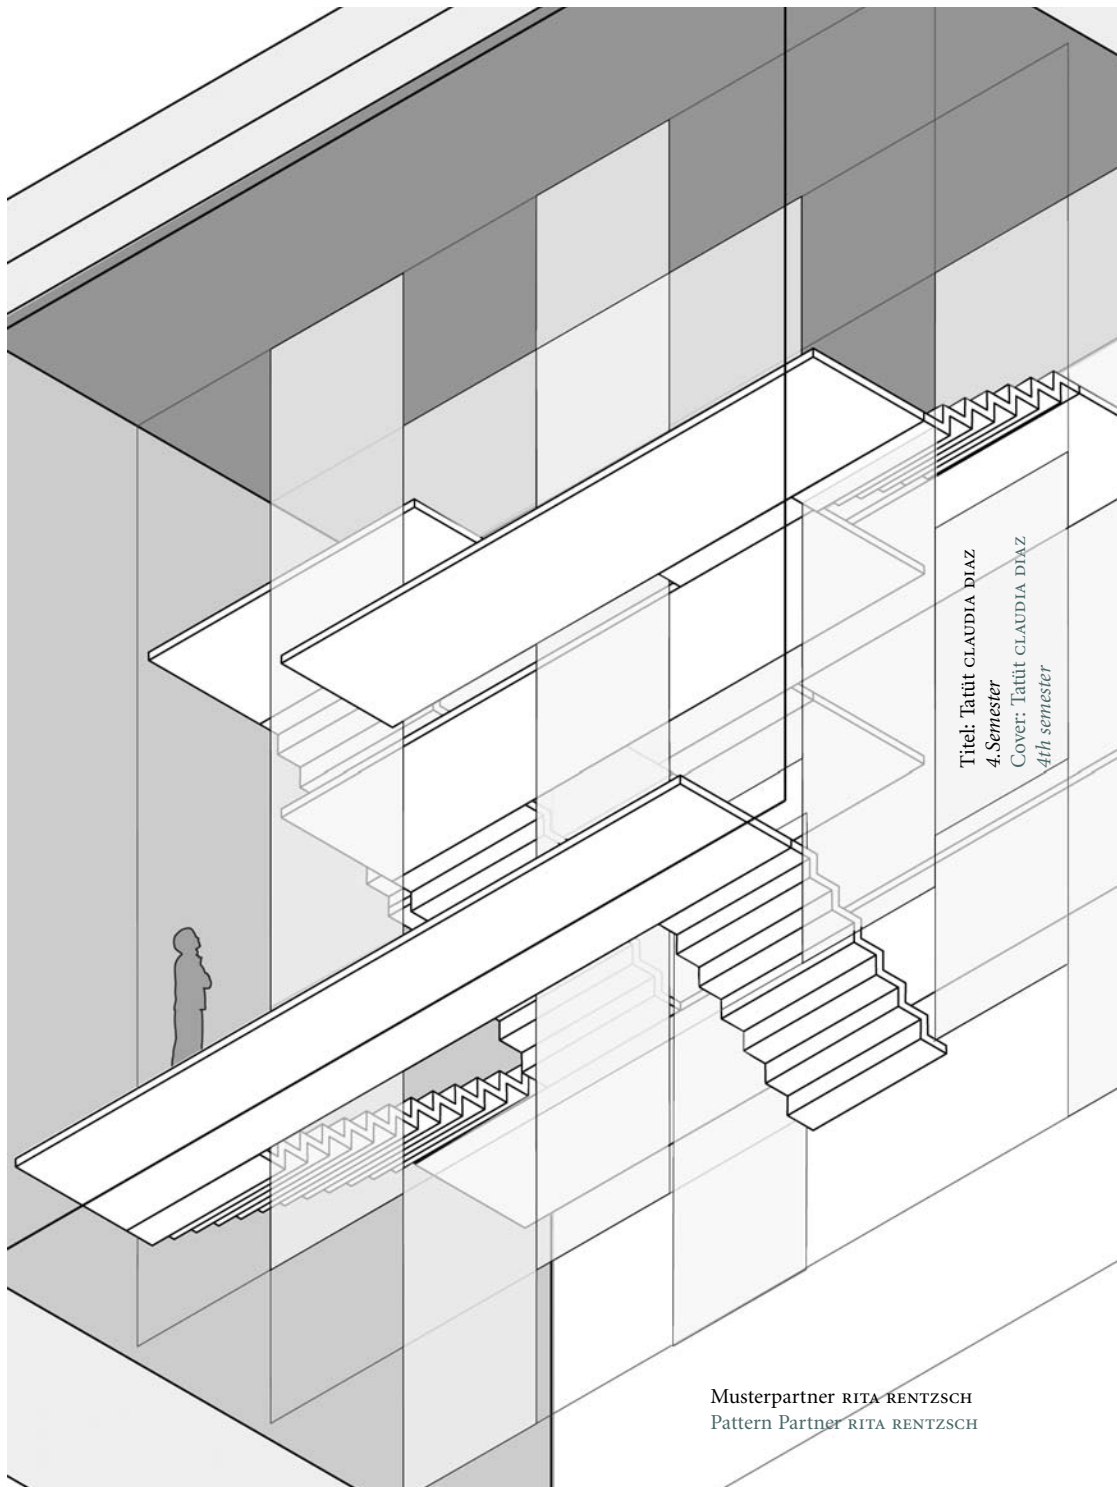 Titel: Tatüt CLAUDIA DIAZ
4.Semester
Cover: Tatüt CLAUDIA DIAZ
4th semester
Musterpartner RITA RENTZSCH
Pattern Partner RITA RENTZSCH